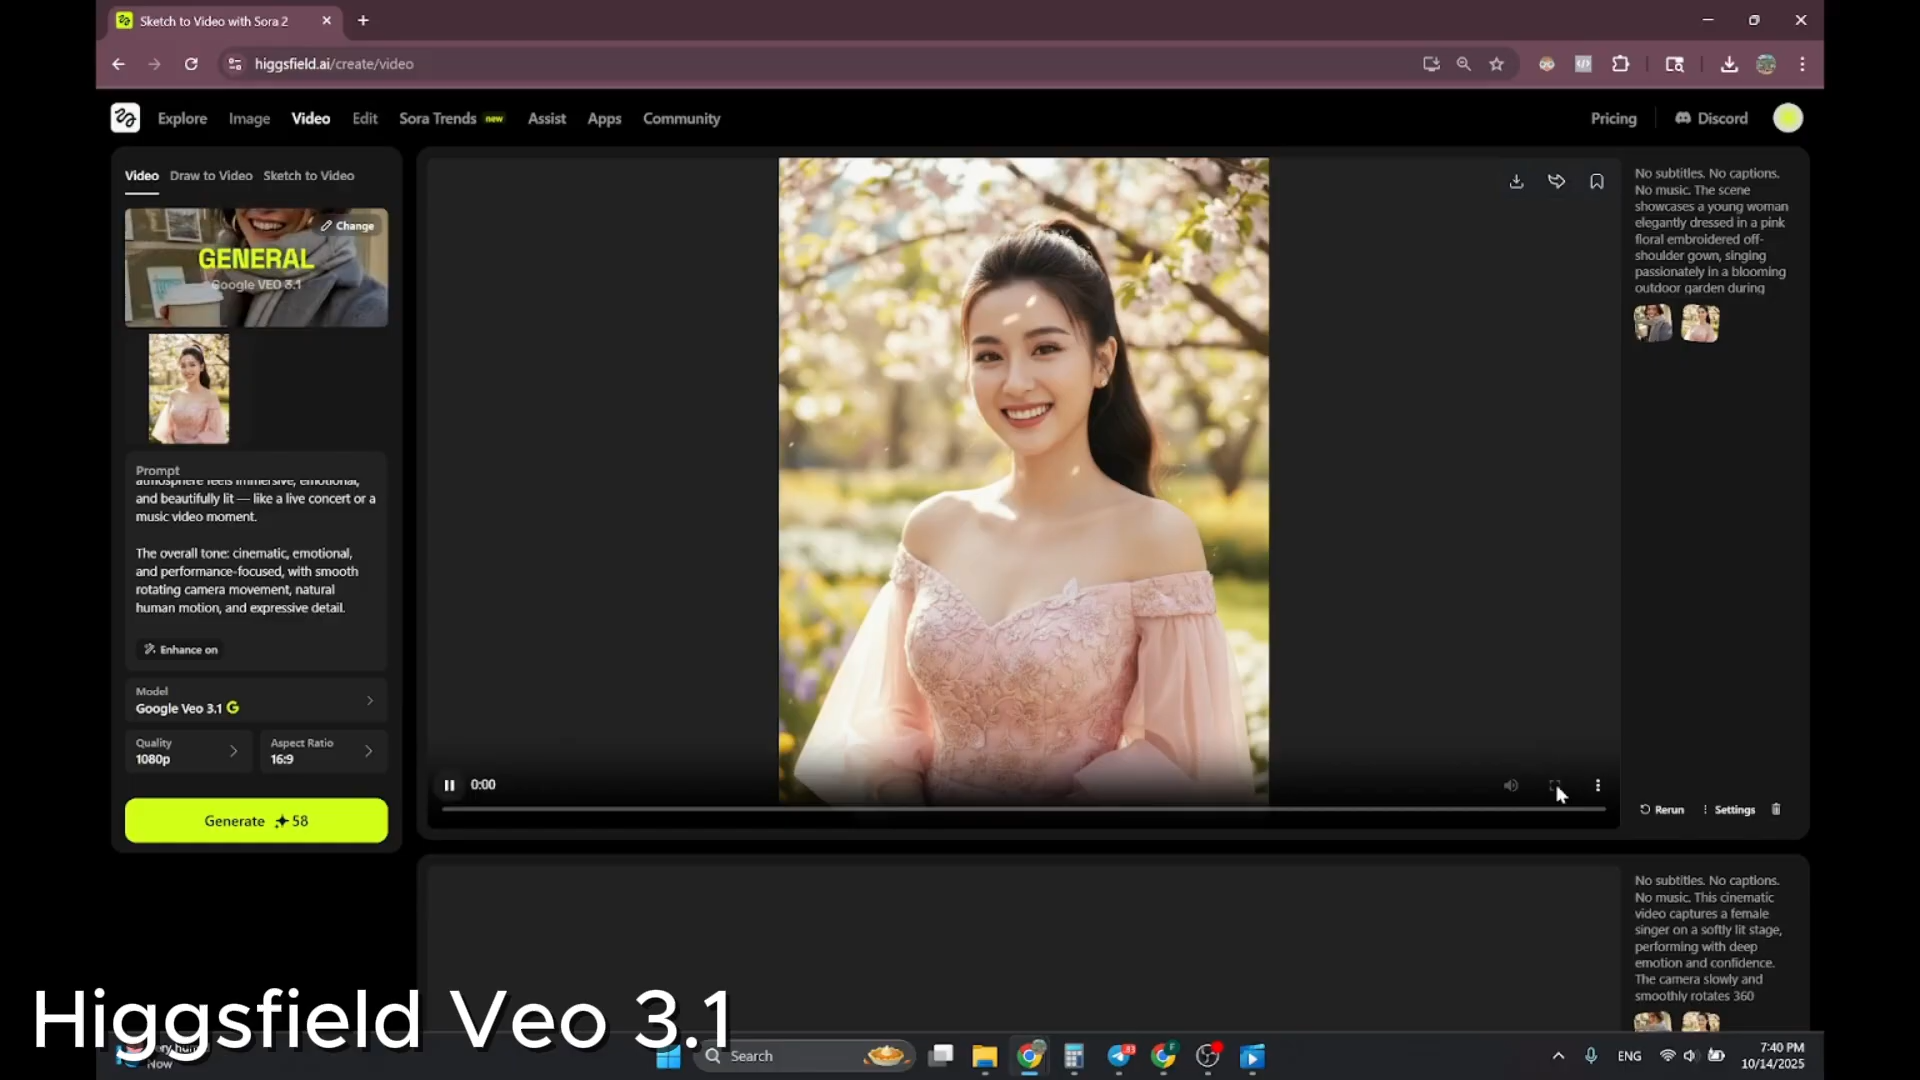 Sketch to Video with Sora 2
higgsfield.ai/create/video
Explore
Image
Video
Edit
Sora Trends new
Assist
Apps
Community
Pricing
Discord
Video
Draw to Video
Sketch to Video
Change
GENERAL
Google VEO 3.1
Prompt
atmosphere feels immersive, emotional,
and beautifully lit — like a live concert or a
music video moment.
The overall tone: cinematic, emotional,
and performance-focused, with smooth
rotating camera movement, natural
human motion, and expressive detail.
Enhance on
Model
Google Veo 3.1 G
Quality
1080p
Aspect Ratio
16:9
Generate 58
0:00
No subtitles. No captions.
No music. The scene
showcases a young woman
elegantly dressed in a pink
floral embroidered off-
shoulder gown, singing
passionately in a blooming
outdoor garden during
Rerun
Settings
No subtitles. No captions.
No music. This cinematic
video captures a female
singer on a softly lit stage,
performing with deep
emotion and confidence.
The camera slowly and
smoothly rotates 360
Higgsfield Veo 3.1
Now
Search
83
F
ENG
7:40 PM
10/14/2025